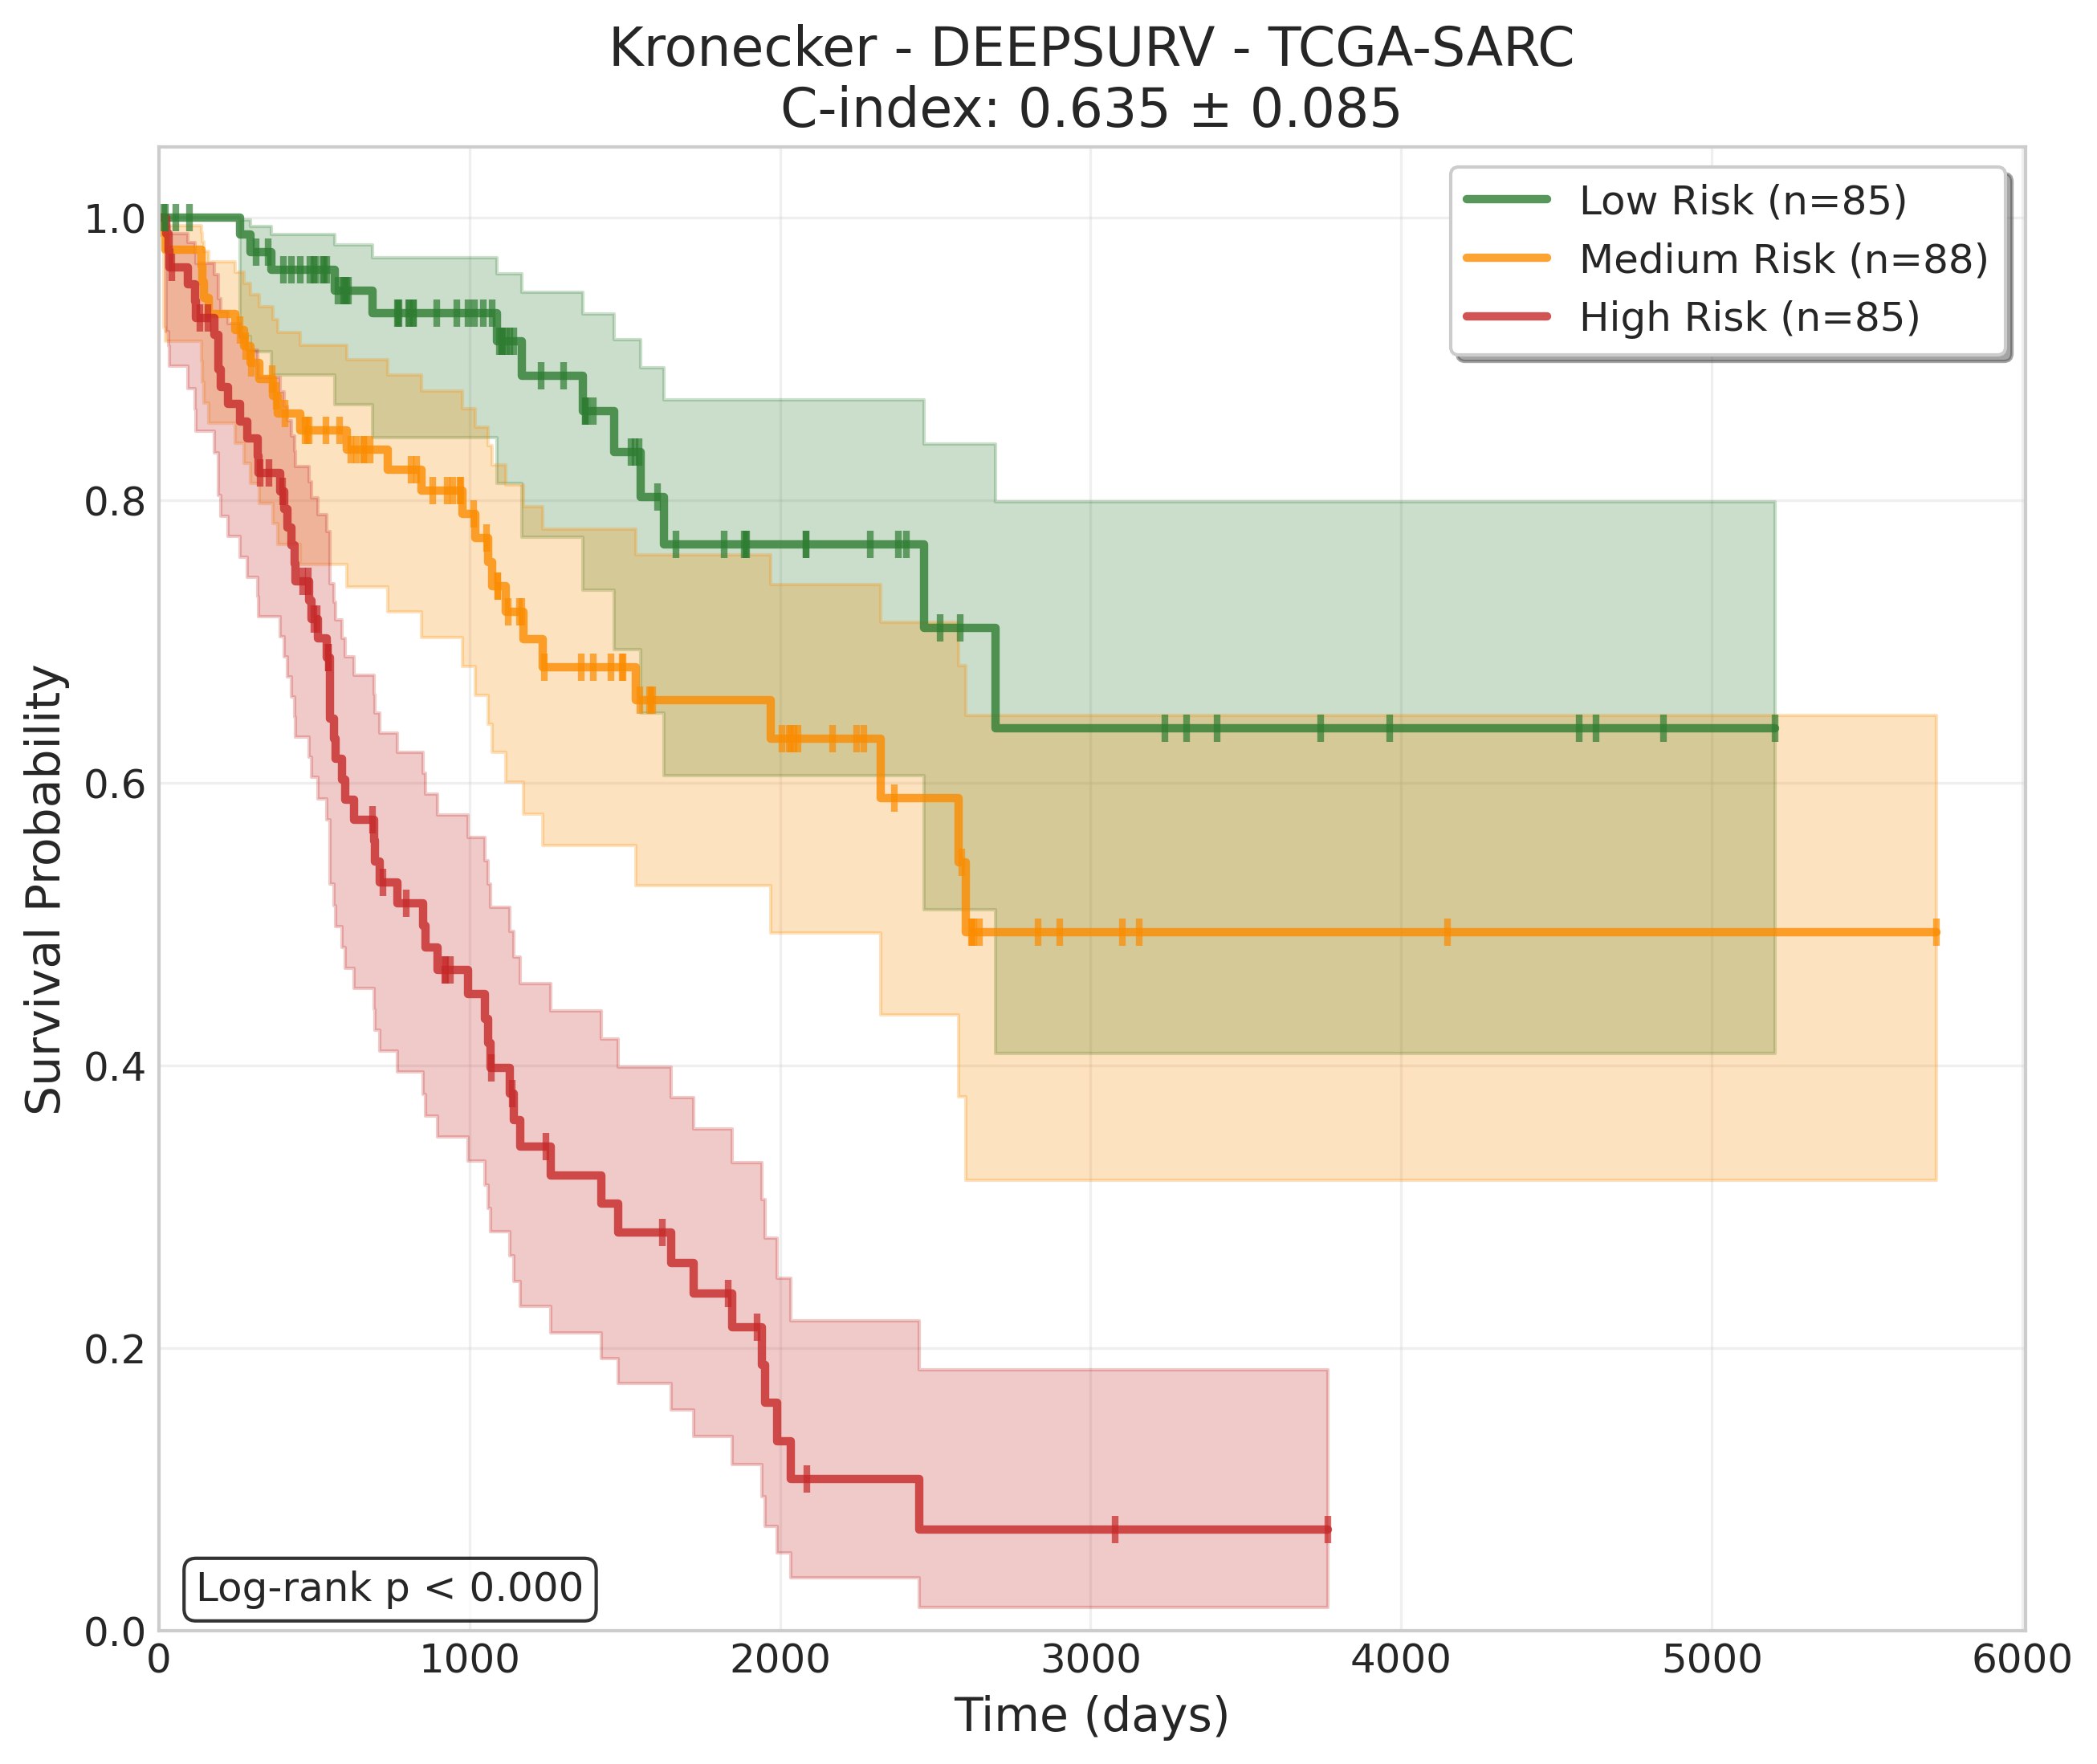 Kronecker - DEEPSURV - TCGA-SARC
C-index: 0.635 ± 0.085
Low Risk (n=85)
Medium Risk (n=88)
High Risk (n=85)
Survival Probability
1.0
0.8
0.6
0.4
0.2
0.0
Log-rank p < 0.000
0 1000 2000 3000 4000 5000 6000
Time (days)